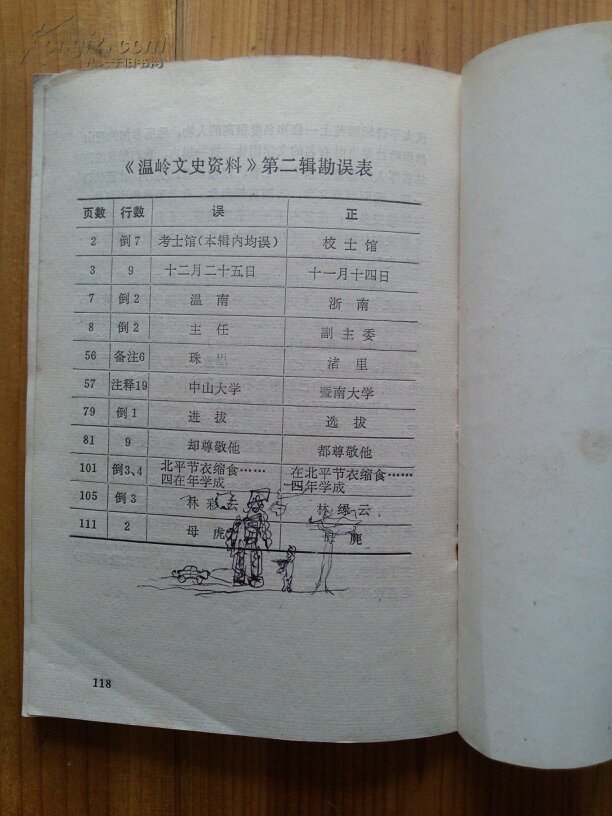 《温岭文史资料》第二辑勘误表
页数 行数 误 正
2 倒7 考士馆(本辑内均误) 校士馆
3 9 十二月二十五日 十一月十四日
7 倒2 温南 浙南
8 倒2 主任 副主委
56 备注6 珠 渚里
57 注释19 中山大学 暨南大学
79 倒1 进拔 选拔
81 9 却尊敬他 都尊敬他
101 倒3、4 北平节衣缩食…… 在北平节衣缩食……
四在年学成 四年学成
105 倒3 林彩云 林缦云
111 2 母虎 母
118